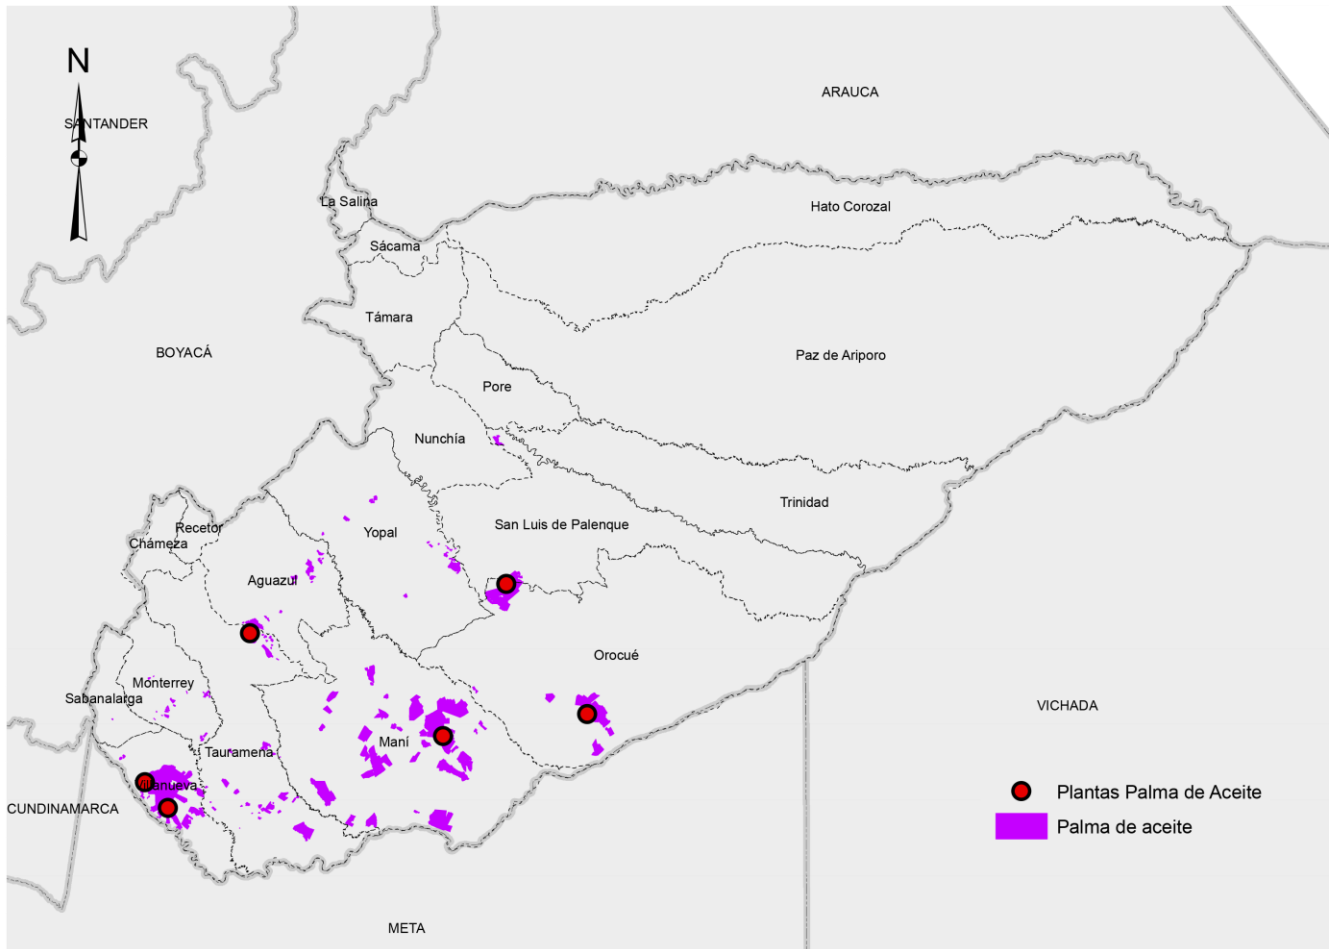 N
SANTANDER
ARAUCA
La Salina
Hato Corozal
Sácama
Támara
BOYACÁ
Paz de Ariporo
Pore
Nunchía
Trinidad
San Luis de Palenque
Yopal
Recetor
Chámeza
Aguazul
Orocué
Monterrey
Sabanalarga
VICHADA
Maní
Tauramena
Villanueva
Plantas Palma de Aceite
CUNDINAMARCA
Palma de aceite
META